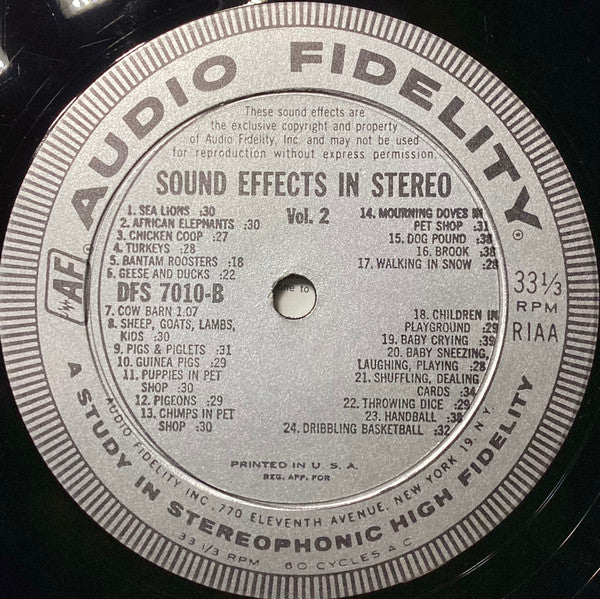 AUDIO FIDELITY®
These sound effects are
the exclusive copyright and property
of Audio Fidelity, Inc. and may not be used
for reproduction without express permission.
SOUND EFFECTS IN STEREO
Vol. 2
1. SEA LIONS :30
2. AFRICAN ELEPHANTS :30
3. CHICKEN COOP :27
4. TURKEYS :28
5. BANTAM ROOSTERS :18
6. GEESE AND DUCKS :22
DFS 7010-B
7. COW BARN 1:07
8. SHEEP, GOATS, LAMBS,
KIDS :30
9. PIGS & PIGLETS :31
10. GUINEA PIGS :29
11. PUPPIES IN PET
SHOP :30
12. PIGEONS :29
13. CHIMPS IN PET
SHOP :30
14. MOURNING DOVES IN
PET SHOP :31
15. DOG POUND :38
16. BROOK :38
17. WALKING IN SNOW :28
18. CHILDREN IN
PLAYGROUND :29
19. BABY CRYING :39
20. BABY SNEEZING,
LAUGHING, PLAYING :28
21. SHUFFLING, DEALING
CARDS :34
22. THROWING DICE :29
23. HANDBALL :38
24. DRIBBLING BASKETBALL :32
33 1/3
RPM
RIAA
AF®
ne to
PRINTED IN U. S. A.
REG. APP. FOR
AUDIO FIDELITY INC. ,770 ELEVENTH AVENUE, NEW YORK 19, N.Y.
A STUDY IN STEREOPHONIC HIGH FIDELITY
33 1/3 RPM 60 CYCLES A C